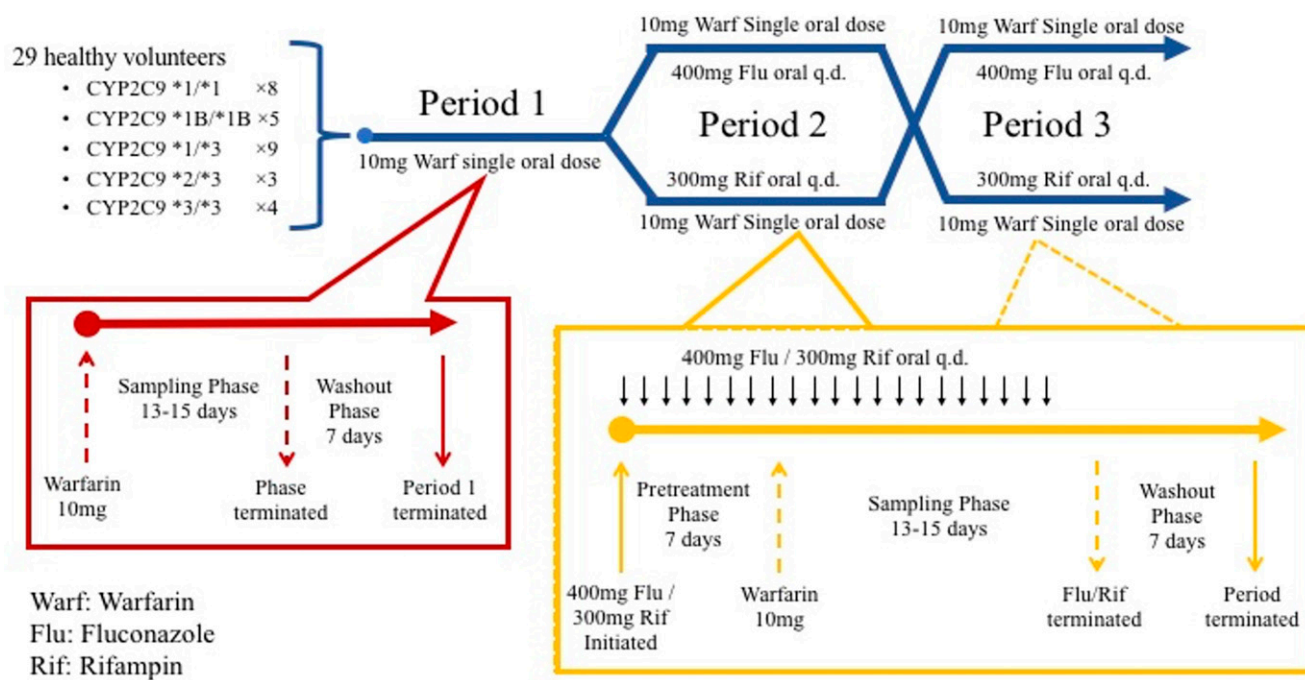 29 healthy volunteers
• CYP2C9 *1/*1 ×8
• CYP2C9 *1B/*1B ×5
• CYP2C9 *1/*3 ×9
• CYP2C9 *2/*3 ×3
• CYP2C9 *3/*3 ×4
Period 1
10mg Warf single oral dose
10mg Warf Single oral dose
400mg Flu oral q.d.
Period 2
300mg Rif oral q.d.
10mg Warf Single oral dose
10mg Warf Single oral dose
400mg Flu oral q.d.
Period 3
300mg Rif oral q.d.
10mg Warf Single oral dose
Sampling Phase
13-15 days
Washout
Phase
7 days
Warfarin
10mg
Phase
terminated
Period 1
terminated
400mg Flu / 300mg Rif oral q.d.
Pretreatment
Phase
7 days
Sampling Phase
13-15 days
Washout
Phase
7 days
400mg Flu /
300mg Rif
Initiated
Warfarin
10mg
Flu/Rif
terminated
Period
terminated
Warf: Warfarin
Flu: Fluconazole
Rif: Rifampin